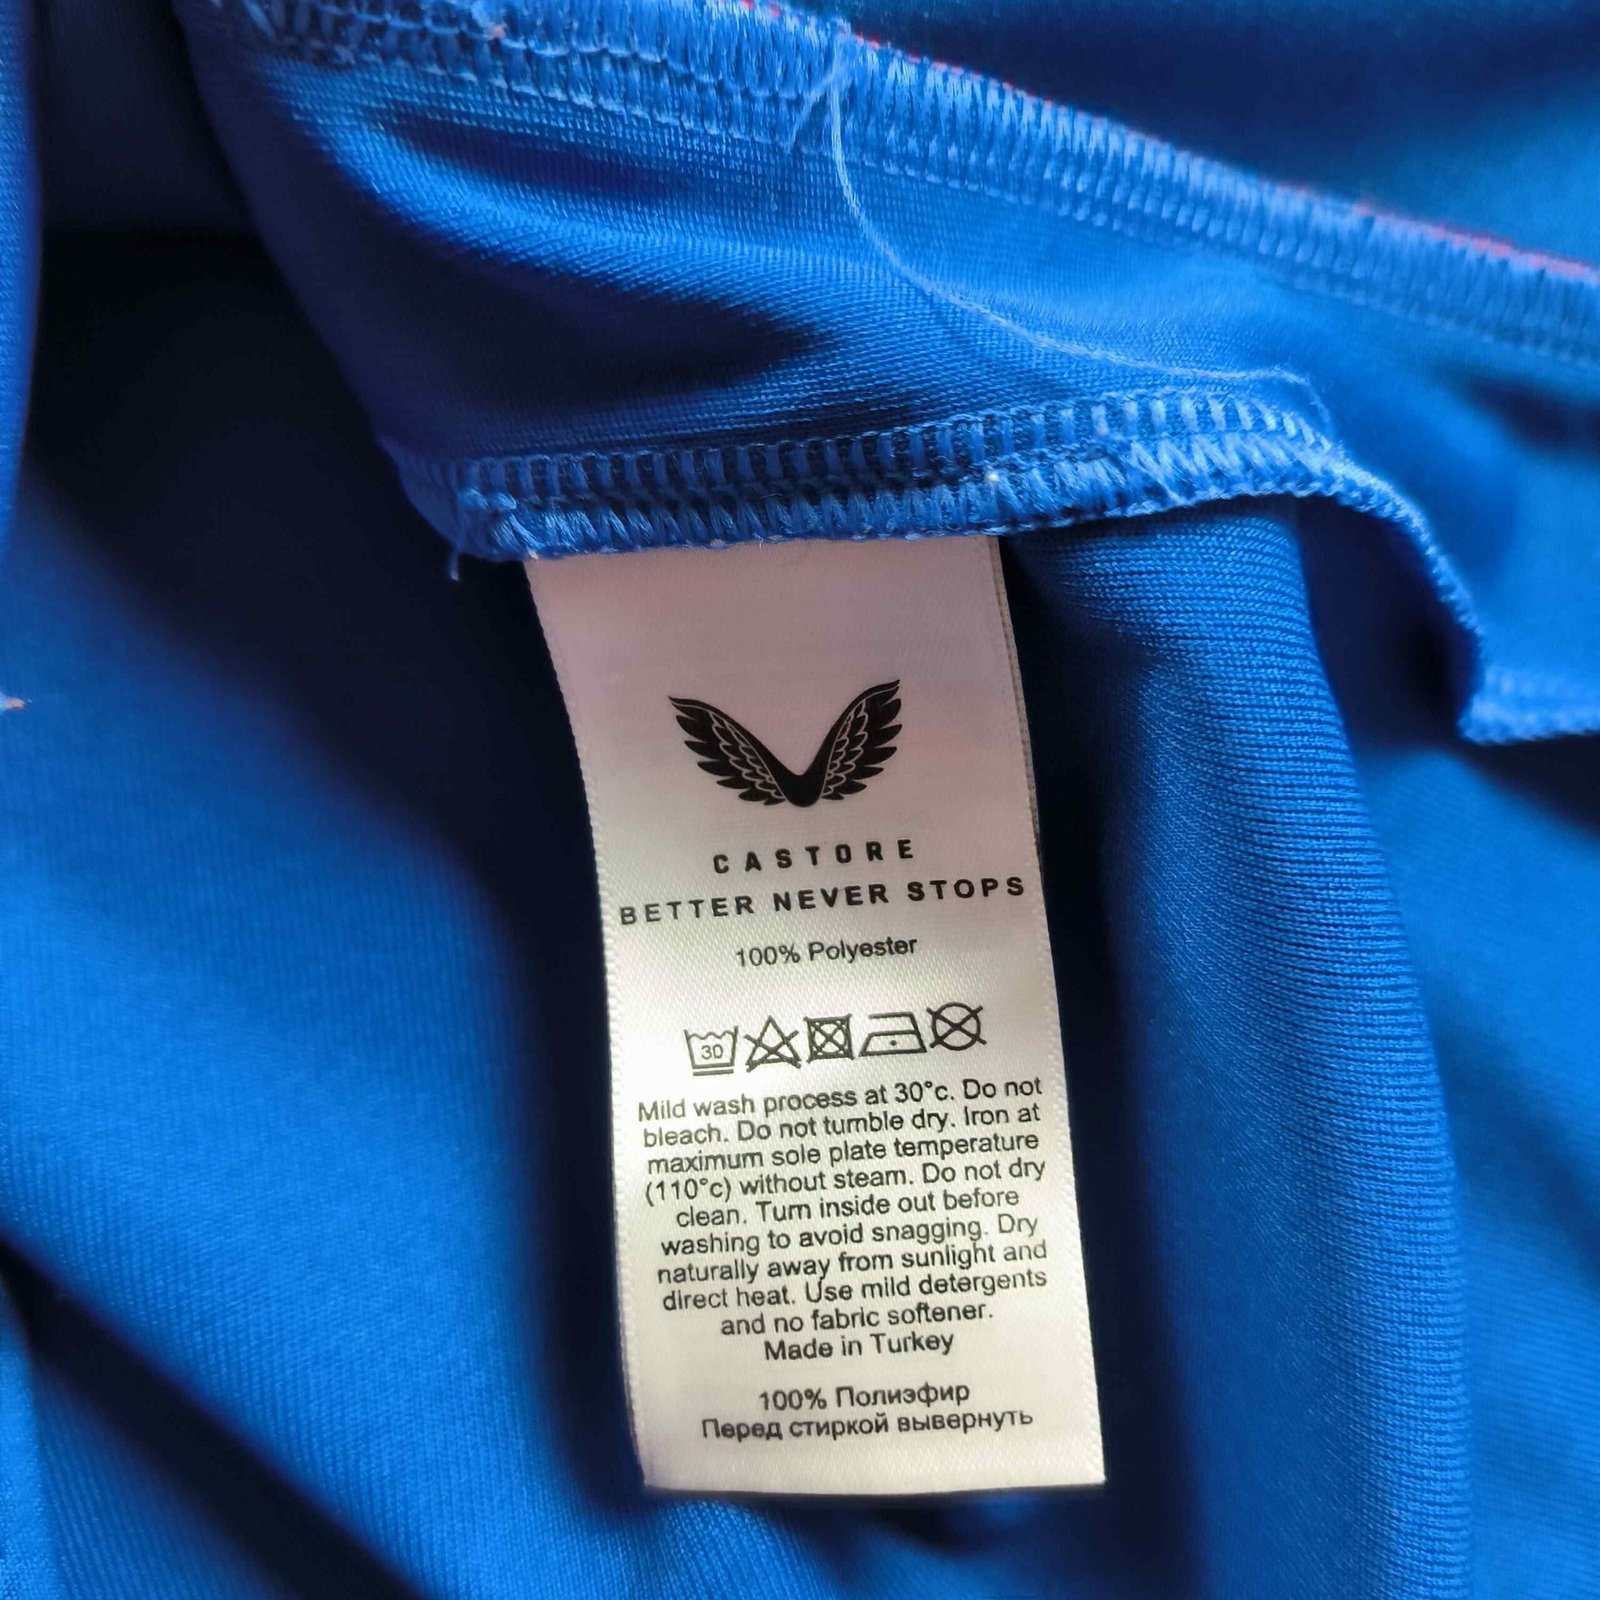 CASTORE
BETTER NEVER STOPS
100% Polyester
30
Mild wash process at 30°c. Do not
bleach. Do not tumble dry. Iron at
maximum sole plate temperature
(110°c) without steam. Do not dry
clean. Turn inside out before
washing to avoid snagging. Dry
naturally away from sunlight and
direct heat. Use mild detergents
and no fabric softener.
Made in Turkey
100% Полиэфир
Перед стиркой вывернуть